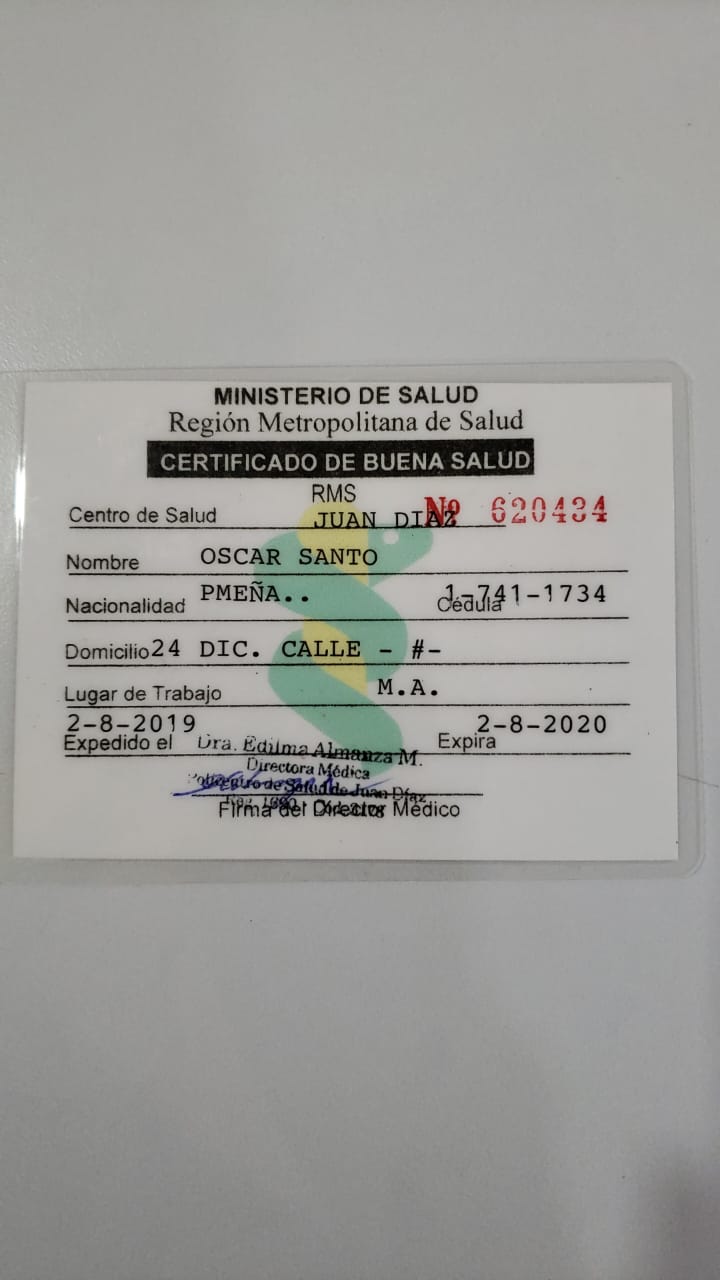 MINISTERIO DE SALUD
Región Metropolitana de Salud
CERTIFICADO DE BUENA SALUD
RMS
Centro de Salud JUAN DIAZ Nº 620434
Nombre OSCAR SANTO
Nacionalidad PMEÑA.. Cédula 1-741-1734
Domicilio 24 DIC. CALLE - #-
Lugar de Trabajo M.A.
2-8-2019 2-8-2020
Expedido el Expira
Dra. Edilma Almanza M.
Directora Médica
Policentro de Salud de Juan Díaz
Firma del Director Médico